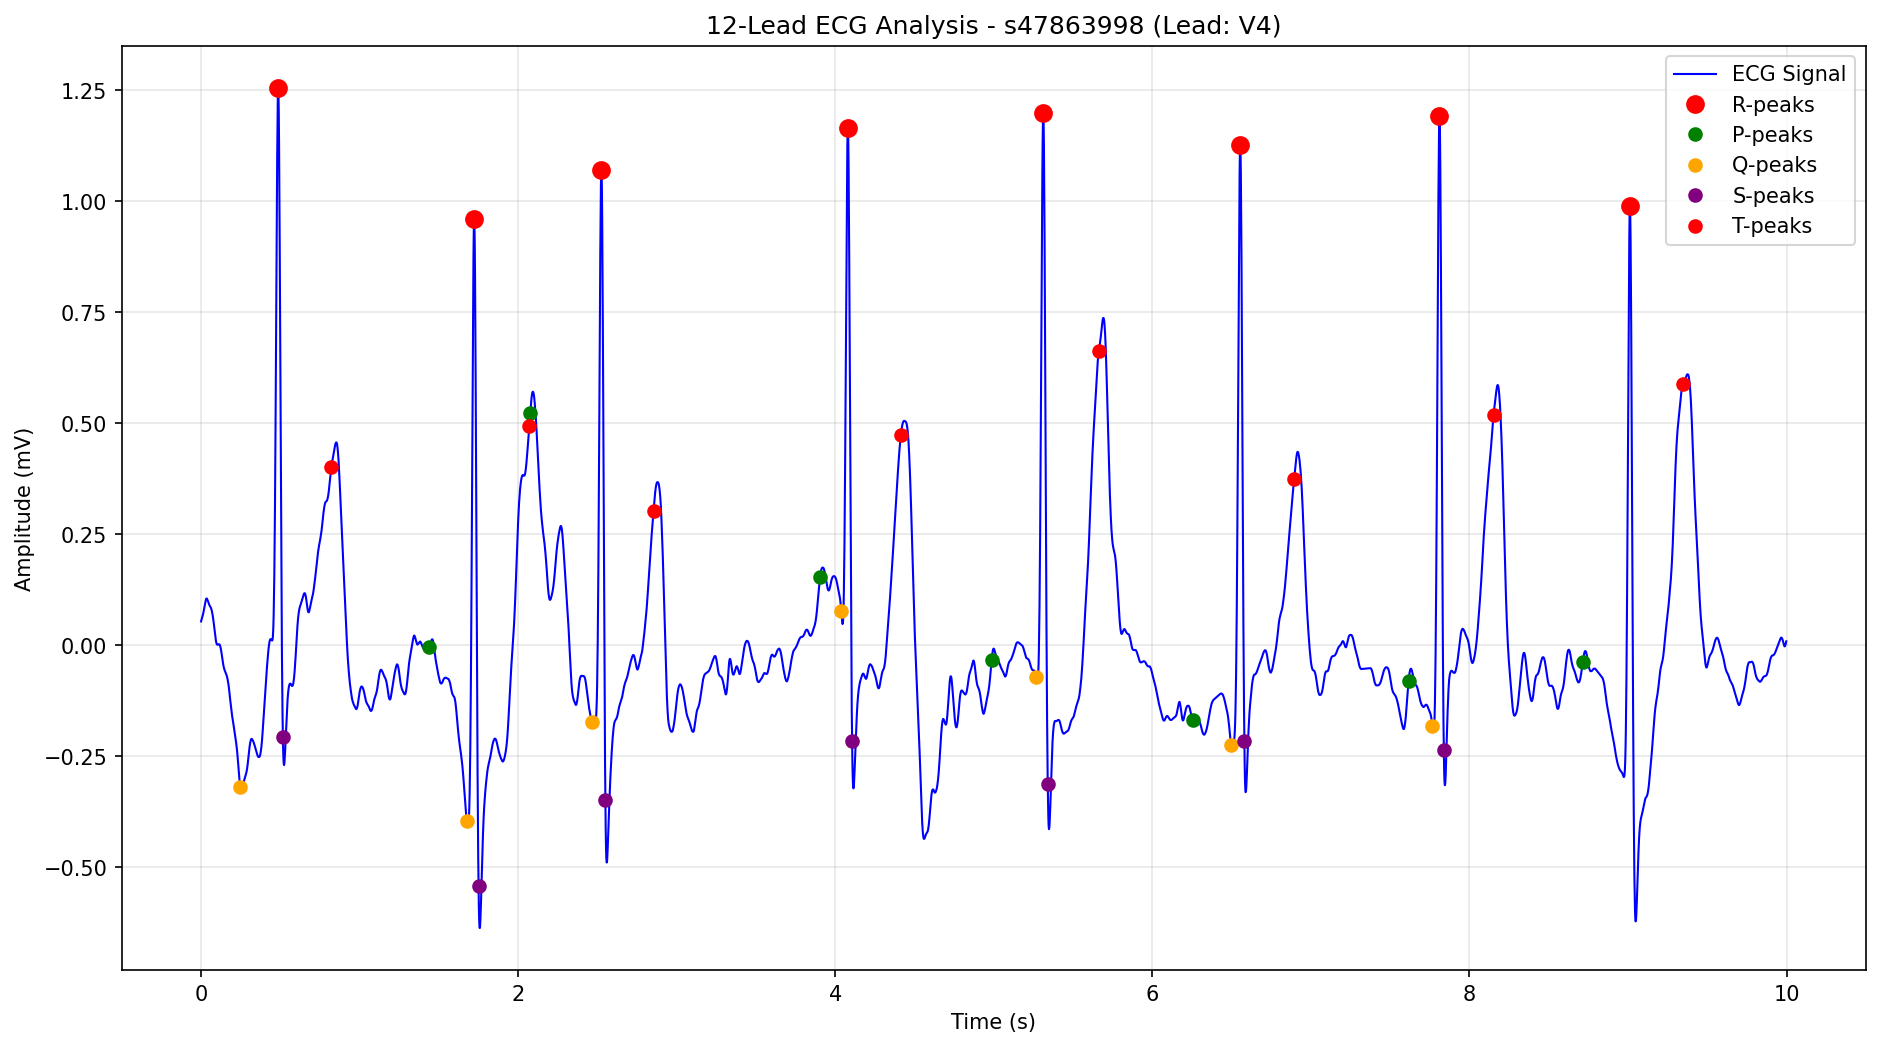 12-Lead ECG Analysis - s47863998 (Lead: V4)
ECG Signal
R-peaks
P-peaks
Q-peaks
S-peaks
T-peaks
Amplitude (mV)
1.25
1.00
0.75
0.50
0.25
0.00
−0.25
−0.50
0 2 4 6 8 10
Time (s)